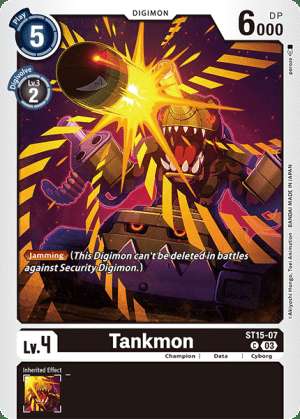 DIGIMON
Play
5
DP
6000
Digivolve
Lv.3
2
Jamming (This Digimon can't be deleted in battles
against Security Digimon.)
ST15-07
Lv.4
Tankmon
C 03
Champion | Data | Cyborg
Inherited Effect
–
©Akiyoshi Hongo, Toei Animation · BANDAI MADE IN JAPAN